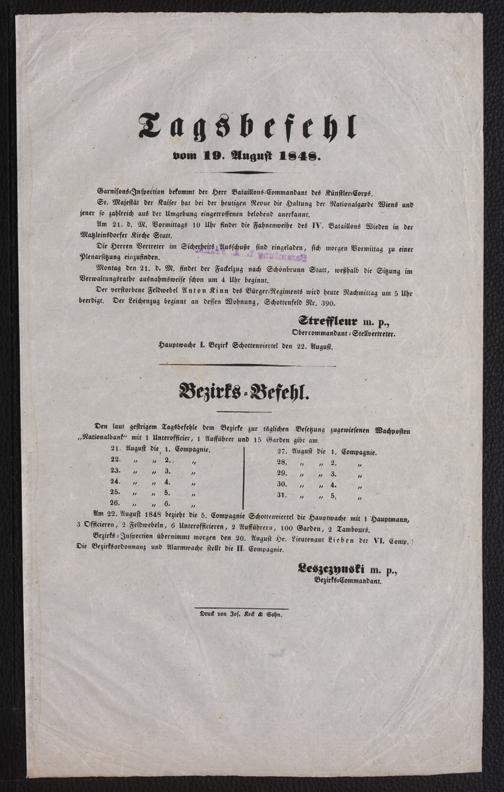 Tagsbefehl
vom 19. August 1848.
Garnisons-Inspection bekommt der Herr Bataillons-Commandant des Künstler-Corps.
Se. Majestät der Kaiser hat bei der heutigen Revue die Haltung der Nationalgarde Wiens und
jener so zahlreich aus der Umgebung eingetroffenen belobend anerkannt.
Am 21. d. M. Vormittags 10 Uhr findet die Fahnenweihe des IV. Bataillons Wieden in der
Matzleinsdorfer Kirche Statt.
Die Herren Vertreter im Sicherheits-Ausschuße sind eingeladen, sich morgen Vormittag zu einer
Plenarsitzung einzufinden.
Montag den 21. d. M. findet der Fackelzug nach Schönbrunn Statt, weßhalb die Sitzung im
Verwaltungsrathe ausnahmsweise schon um 4 Uhr beginnt.
Der verstorbene Feldwebel Anton Kinn des Bürger-Regiments wird heute Nachmittag um 5 Uhr
beerdigt. Der Leichenzug beginnt an dessen Wohnung, Schottenfeld Nr. 390.
Streffleur m. p.,
Obercommandant-Stellvertreter.
Hauptwache I. Bezirk Schottenviertel den 22. August.
Bezirks-Befehl.
Den laut gestrigem Tagsbefehle dem Bezirke zur täglichen Besetzung zugewiesenen Wachposten
„Nationalbank“ mit 1 Unterofficier, 1 Aufführer und 15 Garden gibt am
21. August die 1. Compagnie.
22. „ „ 2. „
23. „ „ 3. „
24. „ „ 4. „
25. „ „ 5. „
26. „ „ 6. „
27. August die 1. Compagnie.
28. „ „ 2. „
29. „ „ 3. „
30. „ „ 4. „
31. „ „ 5. „
Am 22. August 1848 bezieht die 5. Compagnie Schottenviertel die Hauptwache mit 1 Hauptmann,
3 Officieren, 2 Feldwebeln, 6 Unterofficieren, 2 Aufführern, 100 Garden, 2 Tambours.
Bezirks-Inspection übernimmt morgen den 20. August Hr. Lieutenant Lieben der VI. Comp.
Die Bezirksordonnanz und Alarmwache stellt die II. Compagnie.
Leszczynski m. p.,
Bezirks-Commandant.
Druck von Jos. Keck & Sohn.